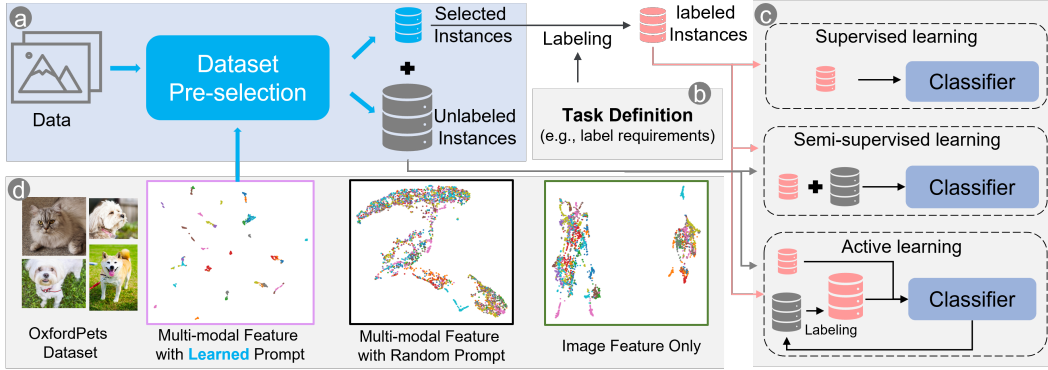 a
Data
Dataset
Pre-selection
Selected
Instances
Unlabeled
Instances
Labeling
labeled
Instances
b
Task Definition
(e.g., label requirements)
c
Supervised learning
Classifier
Semi-supervised learning
Classifier
Active learning
Labeling
Classifier
d
OxfordPets
Dataset
Multi-modal Feature
with Learned Prompt
Multi-modal Feature
with Random Prompt
Image Feature Only